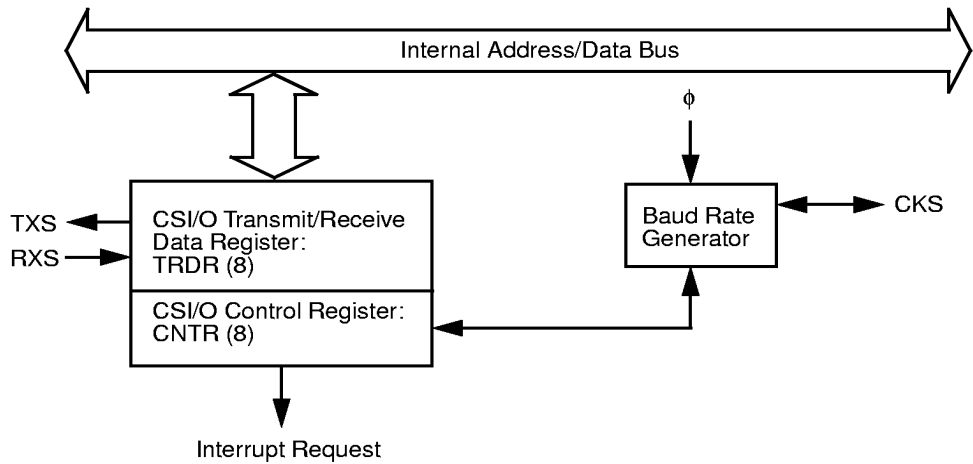 Internal Address/Data Bus
ϕ
TXS
RXS
CSI/O Transmit/Receive
Data Register:
TRDR (8)
CSI/O Control Register:
CNTR (8)
Baud Rate
Generator
CKS
Interrupt Request